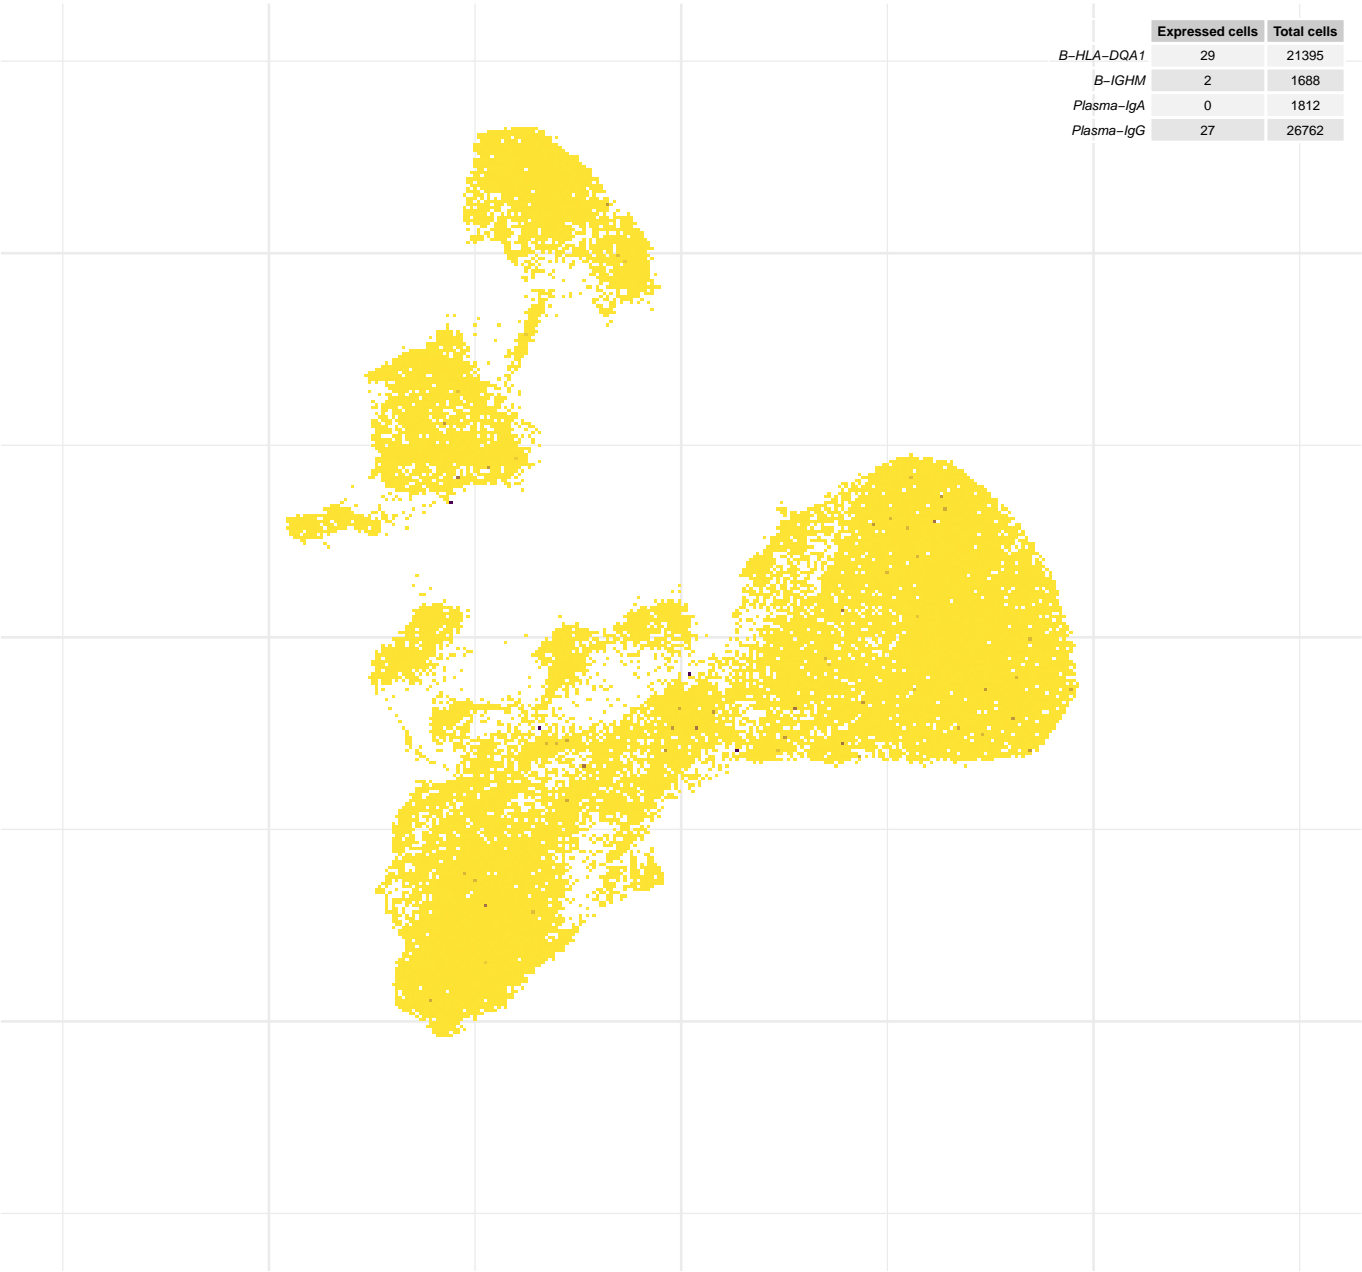 Expressed cells Total cells
B−HLA−DQA1 29 21395
B−IGHM 2 1688
Plasma−IgA 0 1812
Plasma−IgG 27 26762